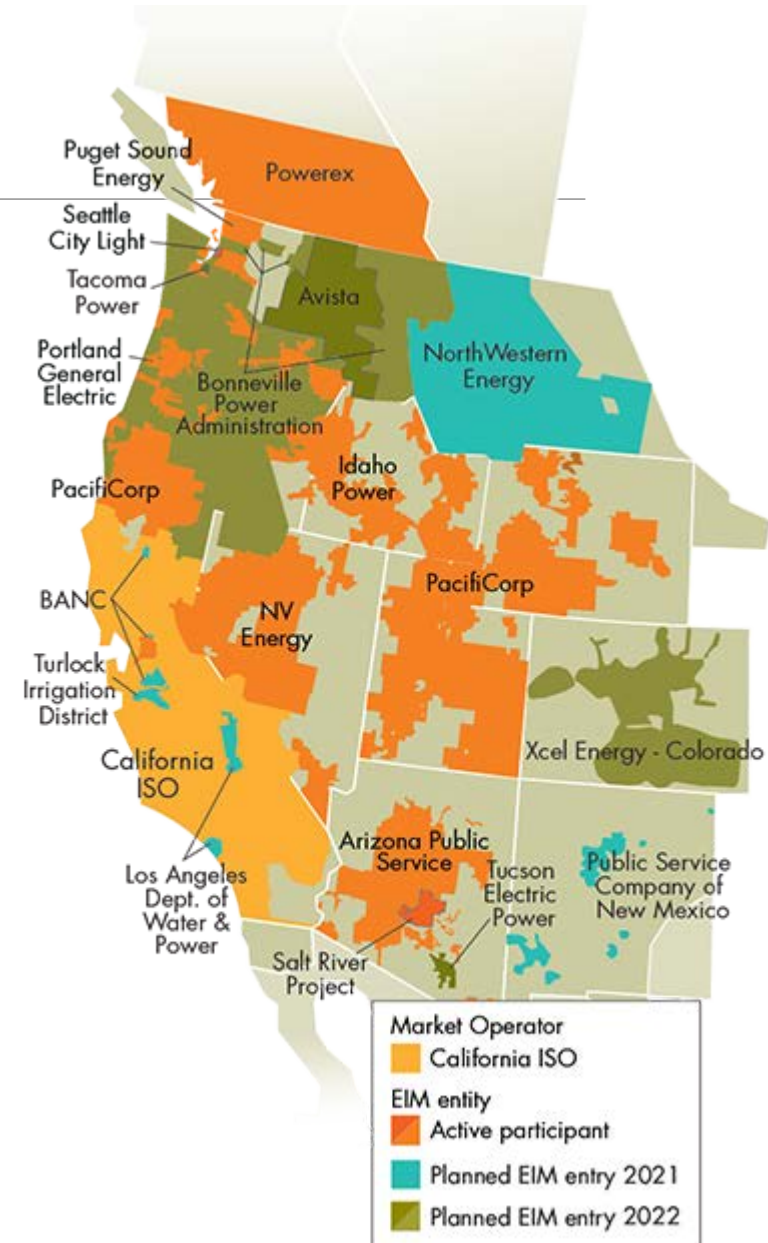 Puget Sound
Energy
Powerex
Seattle
City Light
Tacoma
Power
Avista
Portland
General
Electric
NorthWestern
Energy
Bonneville
Power
Administration
Idaho
Power
PacifiCorp
PacifiCorp
BANC
NV
Energy
Turlock
Irrigation
District
California
ISO
Xcel Energy - Colorado
Arizona Public
Service
Los Angeles
Dept. of
Water &
Power
Tucson
Electric
Power
Public Service
Company of
New Mexico
Salt River
Project
Market Operator
California ISO
EIM entity
Active participant
Planned EIM entry 2021
Planned EIM entry 2022